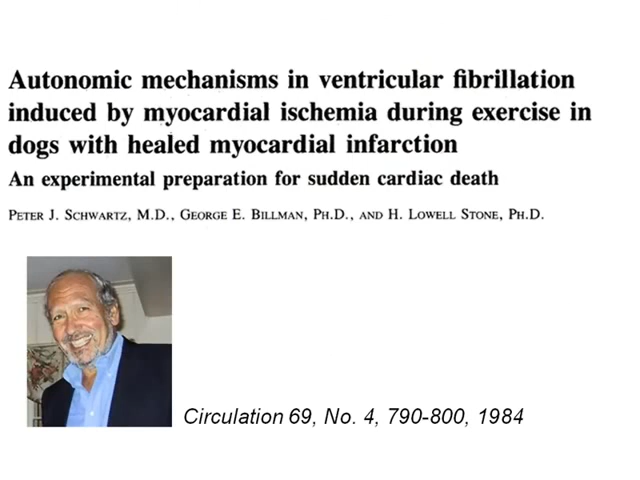 Autonomic mechanisms in ventricular fibrillation
induced by myocardial ischemia during exercise in
dogs with healed myocardial infarction
An experimental preparation for sudden cardiac death
PETER J. SCHWARTZ, M.D., GEORGE E. BILLMAN, PH.D., AND H. LOWELL STONE, PH.D.
Circulation 69, No. 4, 790-800, 1984